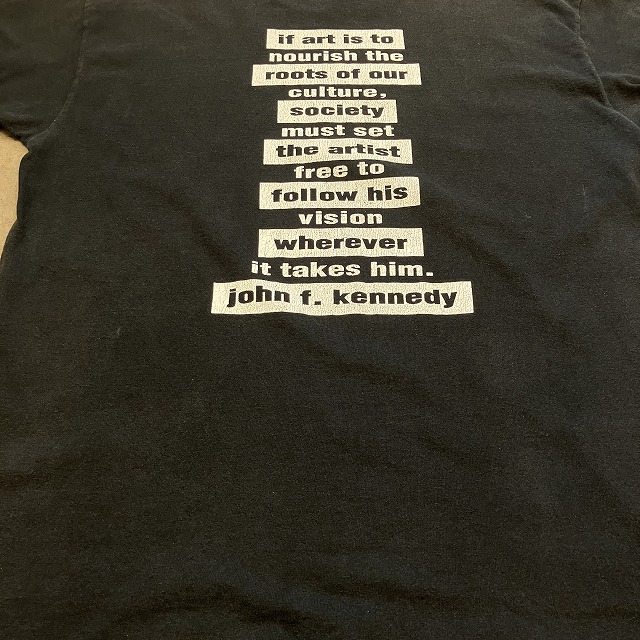 if art is to
nourish the
roots of our
culture,
society
must set
the artist
free to
follow his
vision
wherever
it takes him.
john f. kennedy